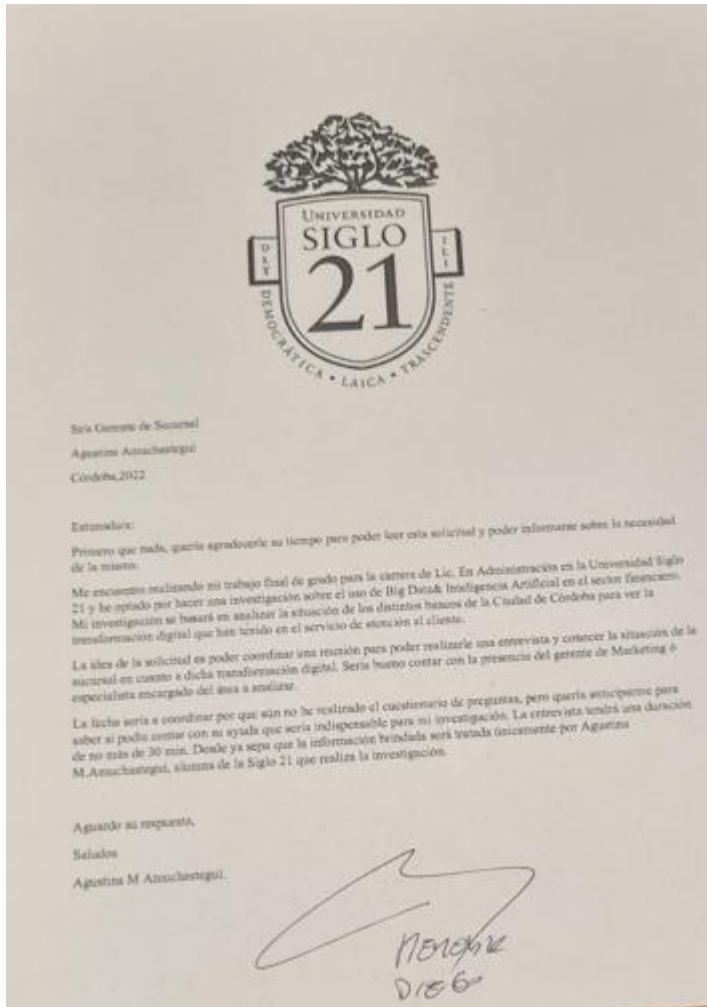 UNIVERSIDAD
SIGLO
21
DEMOCRÁTICA • LAICA • TRASCENDENTE
Sr/a Gerente de Sucursal
Agustina Amuchastegui
Córdoba,2022
Estimado/a:
Primero que nada, quería agradecerle su tiempo para poder leer esta solicitud y poder informarse sobre la necesidad
de la misma.
Me encuentro realizando mi trabajo final de grado para la carrera de Lic. En Administración en la Universidad Siglo
21 y he optado por hacer una investigación sobre el uso de Big Data& Inteligencia Artificial en el sector financiero.
Mi investigación se basará en analizar la situación de los distintos bancos de la Ciudad de Córdoba para ver la
transformación digital que han tenido en el servicio de atención al cliente.
La idea de la solicitud es poder coordinar una reunión para poder realizarle una entrevista y conocer la situación de la
sucursal en cuanto a dicha transformación digital. Sería bueno contar con la presencia del gerente de Marketing ó
especialista encargado del área a analizar.
La fecha sería a coordinar por que aún no he realizado el cuestionario de preguntas, pero quería anticiparme para
saber si podía contar con su ayuda que sería indispensable para mi investigación. La entrevista tendrá una duración
de no más de 30 min. Desde ya sepa que la información brindada será tratada únicamente por Agustina
M.Amuchastegui, alumna de la Siglo 21 que realiza la investigación.
Aguardo su respuesta,
Saludos
Agustina M Amuchastegui.
DIEGO